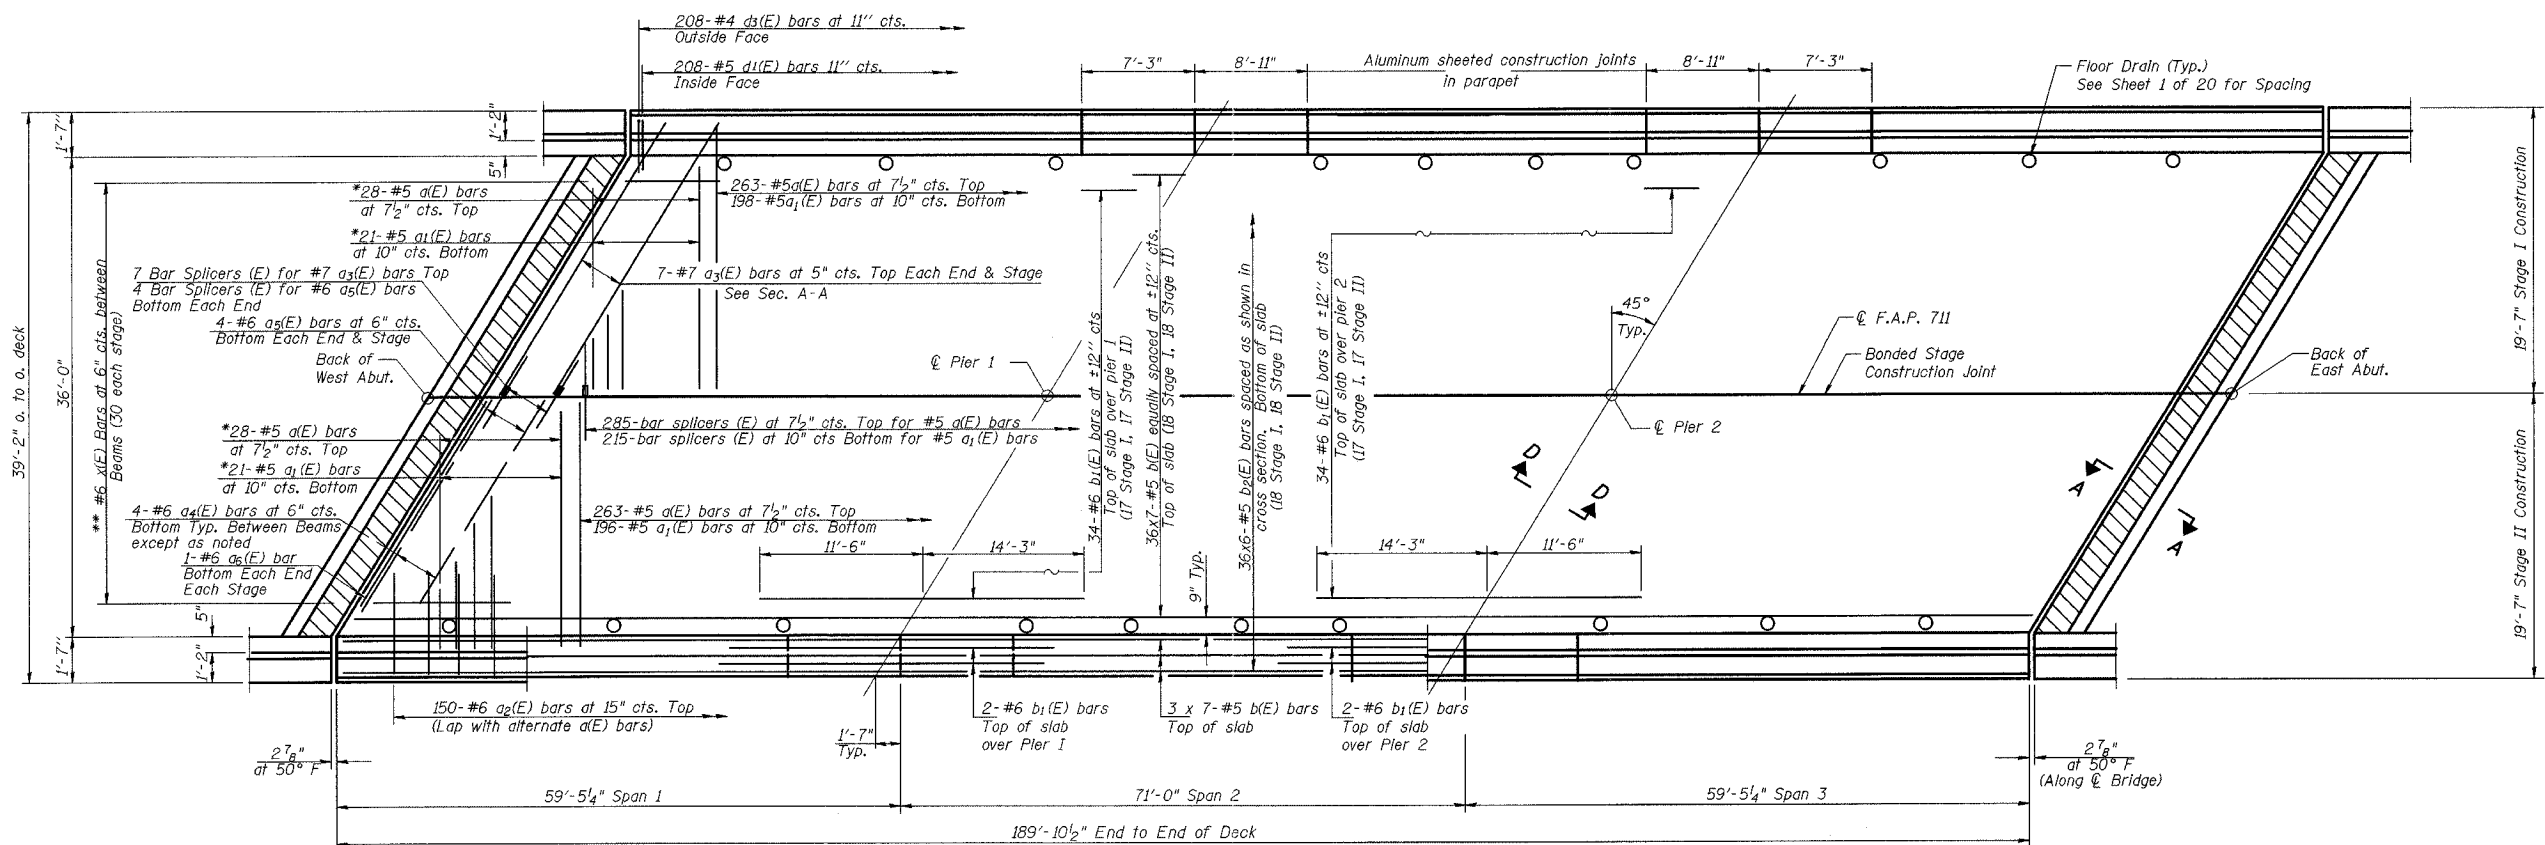 208-#4 d3(E) bars at 11" cts.
Outside Face
208-#5 d1(E) bars 11" cts.
Inside Face
7'-3"
8'-11"
Aluminum sheeted construction joints
in parapet
8'-11"
7'-3"
Floor Drain (Typ.)
See Sheet 1 of 20 for Spacing
39'-2" o. to o. deck
1'-7"
36'-0"
1'-7"
1'-2"
5"
5"
1'-2"
** #6 x(E) Bars at 6" cts. between
Beams (30 each stage)
*28-#5 a(E) bars
at 7½" cts. Top
*21-#5 a1(E) bars
at 10" cts. Bottom
263-#5a(E) bars at 7½" cts. Top
198-#5a1(E) bars at 10" cts. Bottom
7 Bar Splicers (E) for #7 a3(E) bars Top
4 Bar Splicers (E) for #6 a5(E) bars
Bottom Each End
7-#7 a3(E) bars at 5" cts. Top Each End & Stage
See Sec. A-A
4-#6 a5(E) bars at 6" cts.
Bottom Each End & Stage
Back of
West Abut.
℄ Pier 1
34-#6 b1(E) bars at ±12" cts
Top of slab over pier 1
(17 Stage I, 17 Stage II)
36x7-#5 b(E) equally spaced at ±12" cts.
Top of slab (18 Stage I, 18 Stage II)
36x6-#5 b2(E) bars spaced as shown in
cross section. Bottom of slab
(18 Stage I, 18 Stage II)
34-#6 b1(E) bars at ±12" cts
Top of slab over pier 2
(17 Stage I, 17 Stage II)
45°
Typ.
℄ F.A.P. 711
Bonded Stage
Construction Joint
Back of
East Abut.
19'-7" Stage I Construction
19'-7" Stage II Construction
*28-#5 a(E) bars
at 7½" cts. Top
*21-#5 a1(E) bars
at 10" cts. Bottom
285-bar splicers (E) at 7½" cts. Top for #5 a(E) bars
215-bar splicers (E) at 10" cts Bottom for #5 a1(E) bars
℄ Pier 2
D
D
A
A
4-#6 a4(E) bars at 6" cts.
Bottom Typ. Between Beams
except as noted
1-#6 a6(E) bar
Bottom Each End
Each Stage
263-#5 a(E) bars at 7½" cts. Top
196-#5 a1(E) bars at 10" cts. Bottom
11'-6"
14'-3"
9" Typ.
14'-3"
11'-6"
150-#6 a2(E) bars at 15" cts. Top
(Lap with alternate a(E) bars)
1'-7"
Typ.
2-#6 b1(E) bars
Top of slab
over Pier 1
3 x 7-#5 b(E) bars
Top of slab
2-#6 b1(E) bars
Top of slab
over Pier 2
2⅞"
at 50° F
2⅞"
at 50° F
(Along ℄ Bridge)
59'-5¼" Span 1
71'-0" Span 2
59'-5¼" Span 3
189'-10½" End to End of Deck